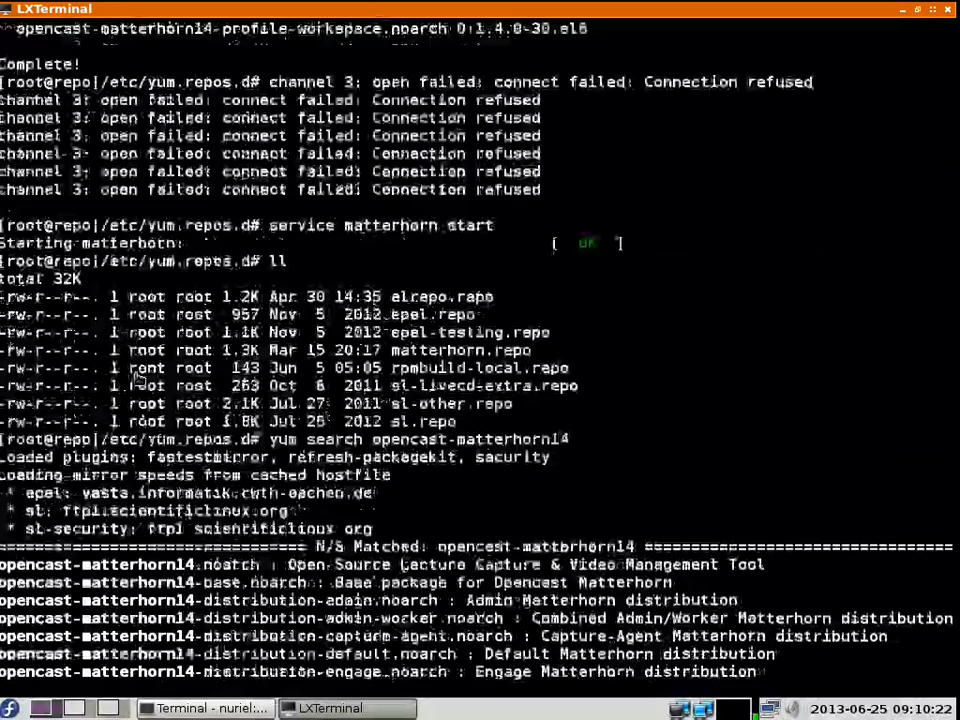 LXTerminal
opencast-matterhorn14-profile-workspace.noarch 0:1.4.0-30.el6
Complete!
[root@repo]/etc/yum.repos.d# channel 3: open failed: connect failed: Connection refused
channel 3: open failed: connect failed: Connection refused
channel 3: open failed: connect failed: Connection refused
channel 3: open failed: connect failed: Connection refused
channel 3: open failed: connect failed: Connection refused
channel 3: open failed: connect failed: Connection refused
channel 3: open failed: connect failed: Connection refused
[root@repo]/etc/yum.repos.d# service matterhorn start
Starting matterhorn: [ OK ]
[root@repo]/etc/yum.repos.d# ll
total 32K
-rw-r--r--. 1 root root 1.2K Apr 30 14:35 elrepo.repo
-rw-r--r--. 1 root root 957 Nov 5 2012 epel.repo
-rw-r--r--. 1 root root 1.1K Nov 5 2012 epel-testing.repo
-rw-r--r--. 1 root root 1.3K Mar 15 20:17 matterhorn.repo
-rw-r--r--. 1 root root 143 Jun 5 05:05 rpmbuild-local.repo
-rw-r--r--. 1 root root 263 Oct 6 2011 sl-livecd-extra.repo
-rw-r--r--. 1 root root 2.1K Jul 27 2011 sl-other.repo
-rw-r--r--. 1 root root 1.8K Jul 26 2012 sl.repo
[root@repo]/etc/yum.repos.d# yum search opencast-matterhorn14
Loaded plugins: fastestmirror, refresh-packagekit, security
Loading mirror speeds from cached hostfile
* epel: vesta.informatik.rwth-aachen.de
* sl: ftp1.scientificlinux.org
* sl-security: ftp1.scientificlinux.org
================================ N/S Matched: opencast-matterhorn14 =================================
opencast-matterhorn14.noarch : Open Source Lecture Capture & Video Management Tool
opencast-matterhorn14-base.noarch : Base package for Opencast Matterhorn
opencast-matterhorn14-distribution-admin.noarch : Admin Matterhorn distribution
opencast-matterhorn14-distribution-admin-worker.noarch : Combined Admin/Worker Matterhorn distribution
opencast-matterhorn14-distribution-capture-agent.noarch : Capture-Agent Matterhorn distribution
opencast-matterhorn14-distribution-default.noarch : Default Matterhorn distribution
opencast-matterhorn14-distribution-engage.noarch : Engage Matterhorn distribution
Terminal - nuriel:...
LXTerminal
2013-06-25 09:10:22